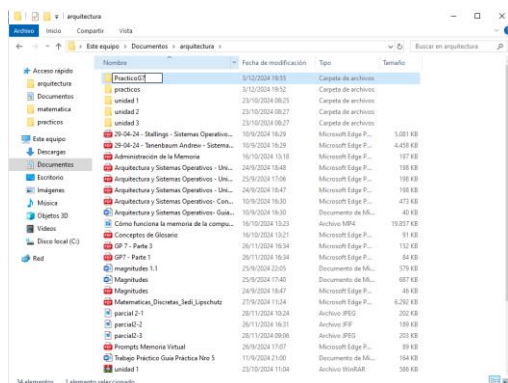 arquitectura
Archivo Inicio Compartir Vista
Este equipo > Documentos > arquitectura > Buscar en arquitectura
Nombre Fecha de modificación Tipo Tamaño
Acceso rápido
arquitectura
Documentos
matematica
practicos
Este equipo
Descargas
Documentos
Escritorio
Imágenes
Música
Objetos 3D
Videos
Disco local (C:)
Red
PracticoGT 3/12/2024 19:55 Carpeta de archivos
practicos 3/12/2024 19:52 Carpeta de archivos
unidad 1 23/10/2024 08:25 Carpeta de archivos
unidad 2 23/10/2024 08:27 Carpeta de archivos
unidad 3 23/10/2024 08:27 Carpeta de archivos
29-04-24 - Stallings - Sistemas Operativo... 10/9/2024 16:29 Microsoft Edge P... 5.081 KB
29-04-24 - Tanenbaum Andrew - Sistema... 10/9/2024 16:29 Microsoft Edge P... 4.458 KB
Administración de la Memoria 16/10/2024 13:18 Microsoft Edge P... 197 KB
Arquitectura y Sistemas Operativos - Uni... 24/9/2024 18:48 Microsoft Edge P... 198 KB
Arquitectura y Sistemas Operativos - Uni... 25/9/2024 17:06 Microsoft Edge P... 198 KB
Arquitectura y Sistemas Operativos - Uni... 24/9/2024 18:47 Microsoft Edge P... 198 KB
Arquitectura y Sistemas Operativos- Con... 10/9/2024 16:30 Microsoft Edge P... 473 KB
Arquitectura y Sistemas Operativos- Guia... 10/9/2024 16:30 Documento de Mi... 40 KB
Cómo funciona la memoria de la compu... 16/10/2024 13:23 Archivo MP4 19.857 KB
Conceptos de Glosario 16/10/2024 13:21 Microsoft Edge P... 91 KB
GP 7 - Parte 3 26/11/2024 16:34 Microsoft Edge P... 152 KB
GP7 - Parte 1 26/11/2024 16:34 Microsoft Edge P... 84 KB
magnitudes 1.1 25/9/2024 22:05 Documento de Mi... 579 KB
Magnitudes 25/9/2024 17:40 Documento de Mi... 687 KB
Magnitudes 24/9/2024 18:47 Microsoft Edge P... 46 KB
Matematicas_Discretas_3edi_Lipschutz 27/9/2024 11:24 Microsoft Edge P... 6.292 KB
parcial 2-1 28/11/2024 10:24 Archivo JPEG 202 KB
parcial2-2 26/11/2024 16:31 Archivo JFIF 189 KB
parcial2-3 28/11/2024 09:06 Archivo JPEG 203 KB
Prompts Memoria Virtual 26/9/2024 17:07 Microsoft Edge P... 89 KB
Trabajo Práctico Guia Práctica Nro 5 11/9/2024 21:00 Documento de Mi... 164 KB
unidad 1 23/10/2024 11:04 Archivo WinRAR 586 KB
34 elementos 1 elemento seleccionado